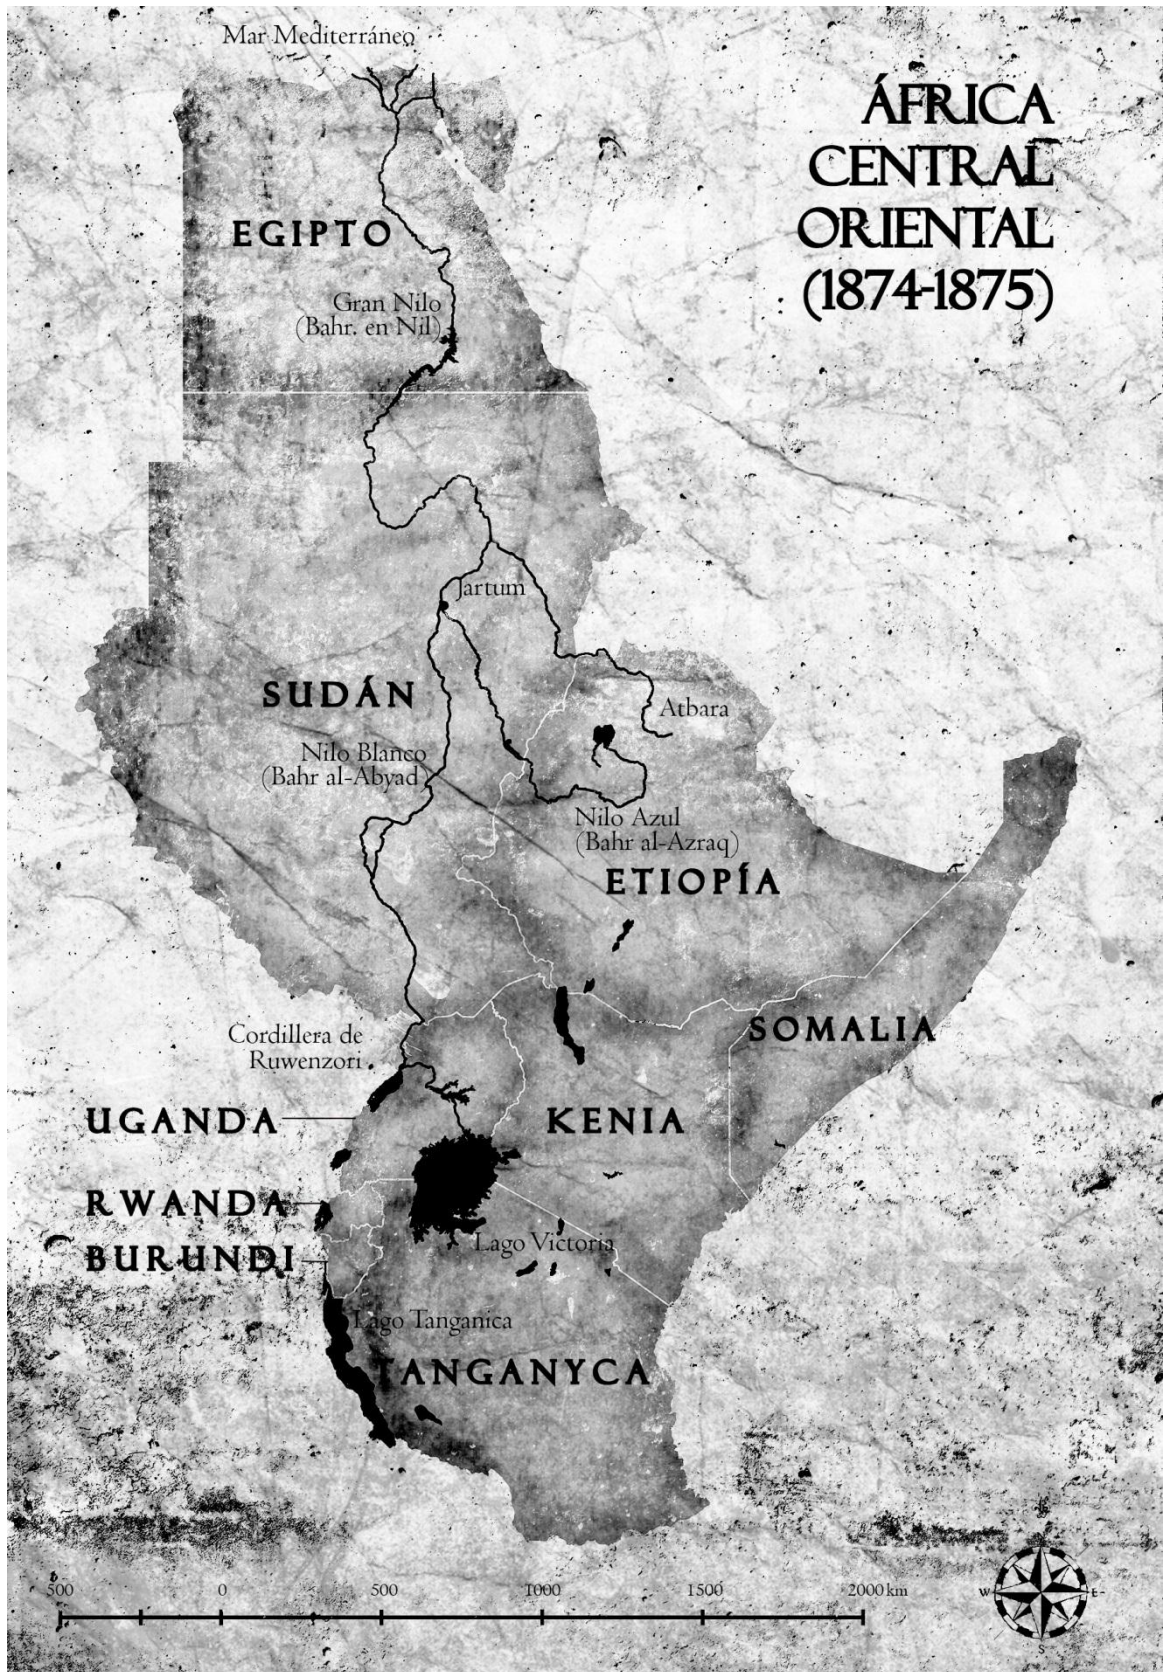 Mar Mediterráneo
ÁFRICA
CENTRAL
ORIENTAL
(1874-1875)
EGIPTO
Gran Nilo
(Bahr. en Nil)
Jartum
SUDÁN
Atbara
Nilo Blanco
(Bahr al-Abyad
Nilo Azul
(Bahr al-Azraq)
ETIOPÍA
SOMALIA
Cordillera de
Ruwenzori
UGANDA
KENIA
RWANDA
BURUNDI
Lago Victoria
Lago Tanganica
TANGANYCA
500 0 500 1000 1500 2000 km
W E
S